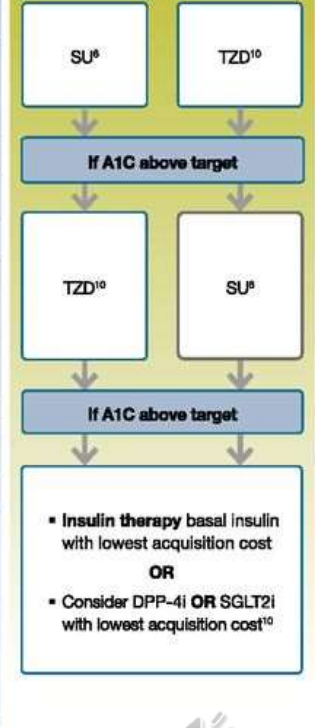 SU⁶ TZD¹⁰
If A1C above target
TZD¹⁰ SU⁶
If A1C above target
▪ Insulin therapy basal insulin
with lowest acquisition cost
OR
▪ Consider DPP-4i OR SGLT2i
with lowest acquisition cost¹⁰